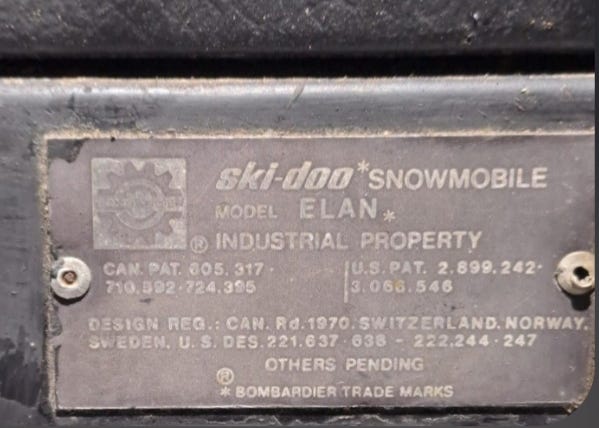 ski-doo* SNOWMOBILE
MODEL ELAN*
® INDUSTRIAL PROPERTY
CAN. PAT. 605.317· U.S. PAT. 2.899.242·
710.592·724.395 3.066.546
DESIGN REG.: CAN. Rd.1970. SWITZERLAND. NORWAY.
SWEDEN. U.S. DES. 221.637·638 - 222.244·247
OTHERS PENDING
®
* BOMBARDIER TRADE MARKS